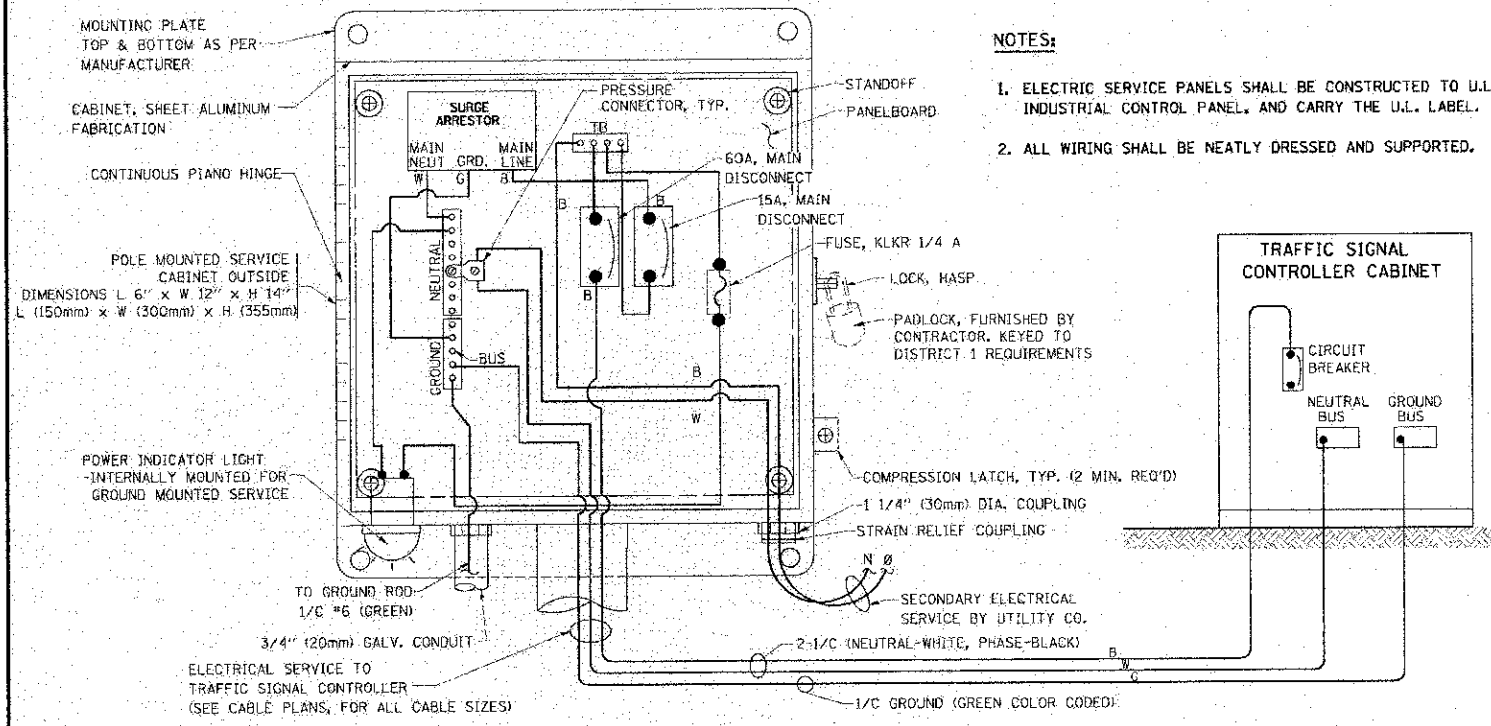 MOUNTING PLATE
TOP & BOTTOM AS PER
MANUFACTURER
CABINET, SHEET ALUMINUM
FABRICATION
CONTINUOUS PIANO HINGE
POLE MOUNTED SERVICE
CABINET OUTSIDE
DIMENSIONS L 6" x W 12" x H 14"
L (150mm) x W (300mm) x H (355mm)
POWER INDICATOR LIGHT
-INTERNALLY MOUNTED FOR
GROUND MOUNTED SERVICE
SURGE
ARRESTOR
MAIN
NEUT
GRD.
MAIN
LINE
W
G
B
PRESSURE
CONNECTOR, TYP.
TB
STANDOFF
PANELBOARD
60A, MAIN
DISCONNECT
15A, MAIN
DISCONNECT
B
B
B
FUSE, KLKR 1/4 A
NEUTRAL
GROUND
BUS
LOCK, HASP
PADLOCK, FURNISHED BY
CONTRACTOR. KEYED TO
DISTRICT 1 REQUIREMENTS
B
W
COMPRESSION LATCH, TYP. (2 MIN. REQ'D)
1 1/4" (30mm) DIA. COUPLING
STRAIN RELIEF COUPLING
N Ø
SECONDARY ELECTRICAL
SERVICE BY UTILITY CO.
TO GROUND ROD
1/C #6 (GREEN)
3/4" (20mm) GALV. CONDUIT
ELECTRICAL SERVICE TO
TRAFFIC SIGNAL CONTROLLER
(SEE CABLE PLANS, FOR ALL CABLE SIZES)
2-1/C (NEUTRAL-WHITE, PHASE-BLACK)
B
W
G
1/C GROUND (GREEN COLOR CODED)
NOTES:
1. ELECTRIC SERVICE PANELS SHALL BE CONSTRUCTED TO U.L
INDUSTRIAL CONTROL PANEL, AND CARRY THE U.L. LABEL.
2. ALL WIRING SHALL BE NEATLY DRESSED AND SUPPORTED.
TRAFFIC SIGNAL
CONTROLLER CABINET
CIRCUIT
BREAKER
NEUTRAL
BUS
GROUND
BUS